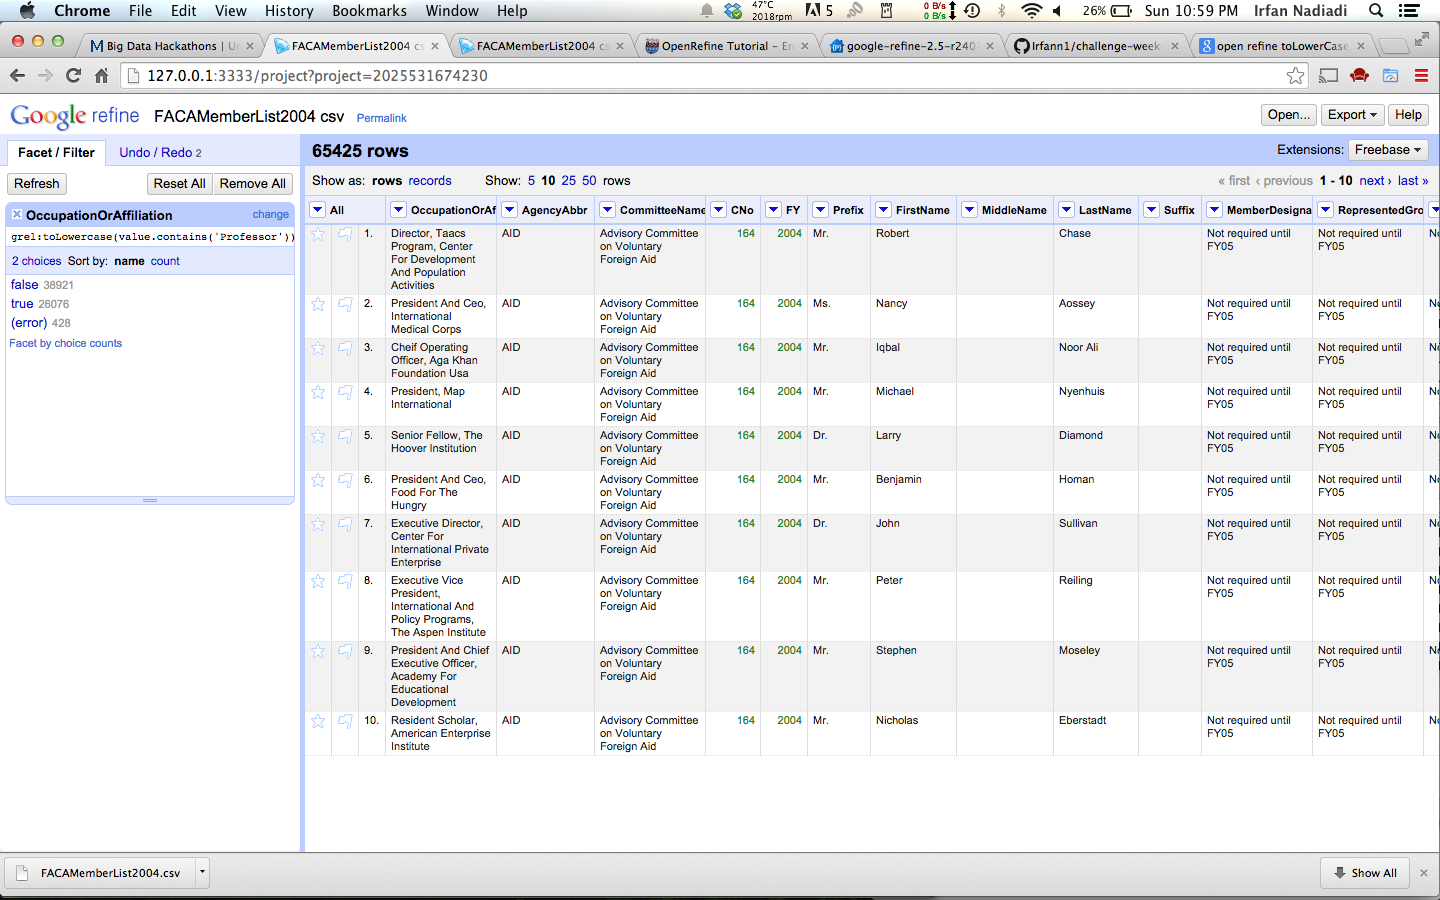 Chrome File Edit View History Bookmarks Window Help 47°C 2018rpm 5 0 B/s 0 B/s 26% Sun 10:59 PM Irfan Nadiadi
Big Data Hackathons | U FACAMemberList2004 cs FACAMemberList2004 cs OpenRefine Tutorial – En google-refine-2.5-r240 Irfann1/challenge-week- open refine toLowerCase
127.0.0.1:3333/project?project=2025531674230
Google refine FACAMemberList2004 csv Permalink Open... Export Help
Facet / Filter Undo / Redo 2 65425 rows Extensions: Freebase
Refresh Reset All Remove All Show as: rows records Show: 5 10 25 50 rows « first ‹ previous 1 - 10 next › last »
OccupationOrAffiliation change
grel:toLowercase(value.contains('Professor'))
2 choices Sort by: name count
false 38921
true 26076
(error) 428
Facet by choice counts
All OccupationOrAf AgencyAbbr CommitteeName CNo FY Prefix FirstName MiddleName LastName Suffix MemberDesigna RepresentedGro
1. Director, Taacs AID Advisory Committee 164 2004 Mr. Robert Chase Not required until Not required until No
Program, Center on Voluntary FY05 FY05
For Development Foreign Aid
And Population
Activities
2. President And Ceo, AID Advisory Committee 164 2004 Ms. Nancy Aossey Not required until Not required until No
International on Voluntary FY05 FY05
Medical Corps Foreign Aid
3. Cheif Operating AID Advisory Committee 164 2004 Mr. Iqbal Noor Ali Not required until Not required until No
Officer, Aga Khan on Voluntary FY05 FY05
Foundation Usa Foreign Aid
4. President, Map AID Advisory Committee 164 2004 Mr. Michael Nyenhuis Not required until Not required until No
International on Voluntary FY05 FY05
Foreign Aid
5. Senior Fellow, The AID Advisory Committee 164 2004 Dr. Larry Diamond Not required until Not required until No
Hoover Institution on Voluntary FY05 FY05
Foreign Aid
6. President And Ceo, AID Advisory Committee 164 2004 Mr. Benjamin Homan Not required until Not required until No
Food For The on Voluntary FY05 FY05
Hungry Foreign Aid
7. Executive Director, AID Advisory Committee 164 2004 Dr. John Sullivan Not required until Not required until No
Center For on Voluntary FY05 FY05
International Private Foreign Aid
Enterprise
8. Executive Vice AID Advisory Committee 164 2004 Mr. Peter Reiling Not required until Not required until No
President, on Voluntary FY05 FY05
International And Foreign Aid
Policy Programs,
The Aspen Institute
9. President And Chief AID Advisory Committee 164 2004 Mr. Stephen Moseley Not required until Not required until No
Executive Officer, on Voluntary FY05 FY05
Academy For Foreign Aid
Educational
Development
10. Resident Scholar, AID Advisory Committee 164 2004 Mr. Nicholas Eberstadt Not required until Not required until No
American Enterprise on Voluntary FY05 FY05
Institute Foreign Aid
FACAMemberList2004.csv Show All